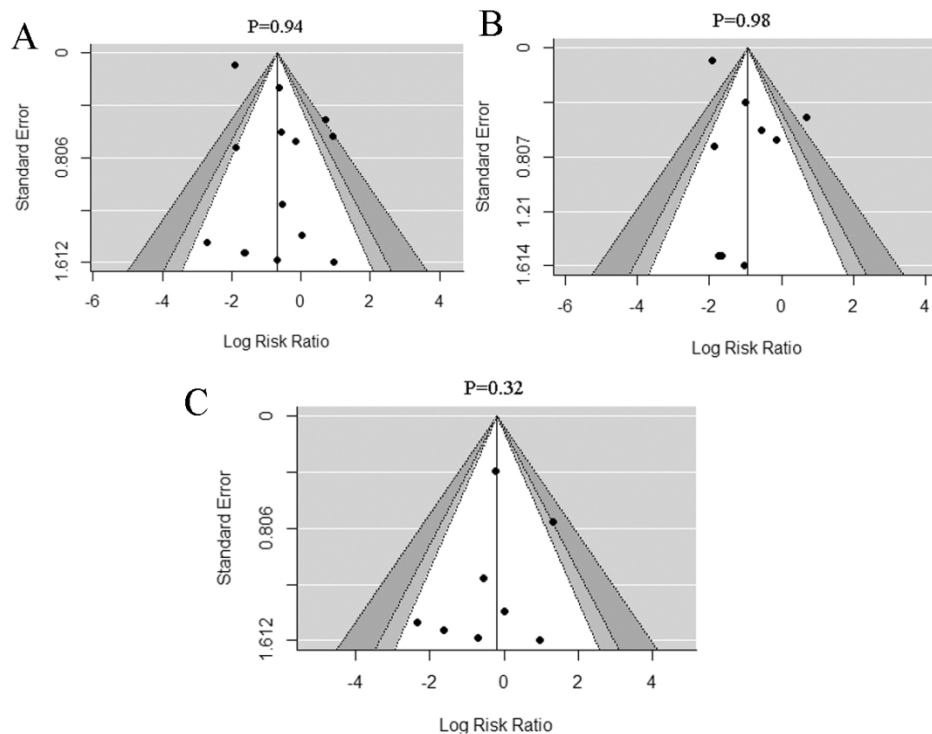 A
P=0.94
Standard Error
0
0.806
1.612
-6 -4 -2 0 2 4
Log Risk Ratio
B
P=0.98
Standard Error
0
0.807
1.21
1.614
-6 -4 -2 0 2 4
Log Risk Ratio
C
P=0.32
Standard Error
0
0.806
1.612
-4 -2 0 2 4
Log Risk Ratio